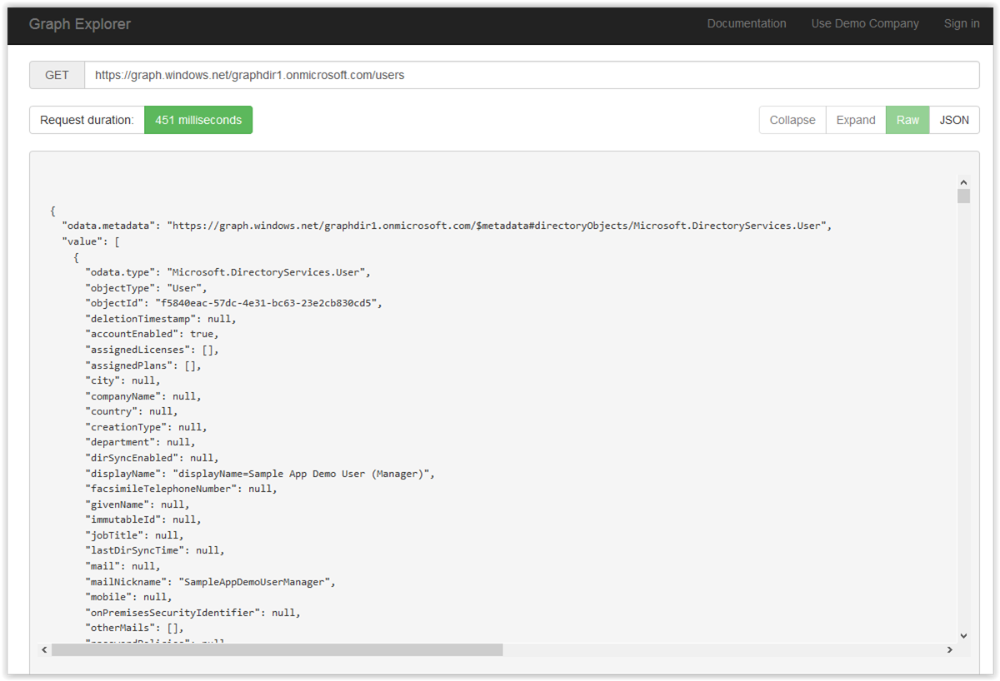 Graph Explorer Documentation Use Demo Company Sign in
GET https://graph.windows.net/graphdir1.onmicrosoft.com/users
Request duration: 451 milliseconds Collapse Expand Raw JSON
{
"odata.metadata": "https://graph.windows.net/graphdir1.onmicrosoft.com/$metadata#directoryObjects/Microsoft.DirectoryServices.User",
"value": [
{
"odata.type": "Microsoft.DirectoryServices.User",
"objectType": "User",
"objectId": "f5840eac-57dc-4e31-bc63-23e2cb830cd5",
"deletionTimestamp": null,
"accountEnabled": true,
"assignedLicenses": [],
"assignedPlans": [],
"city": null,
"companyName": null,
"country": null,
"creationType": null,
"department": null,
"dirSyncEnabled": null,
"displayName": "displayName=Sample App Demo User (Manager)",
"facsimileTelephoneNumber": null,
"givenName": null,
"immutableId": null,
"jobTitle": null,
"lastDirSyncTime": null,
"mail": null,
"mailNickname": "SampleAppDemoUserManager",
"mobile": null,
"onPremisesSecurityIdentifier": null,
"otherMails": [],